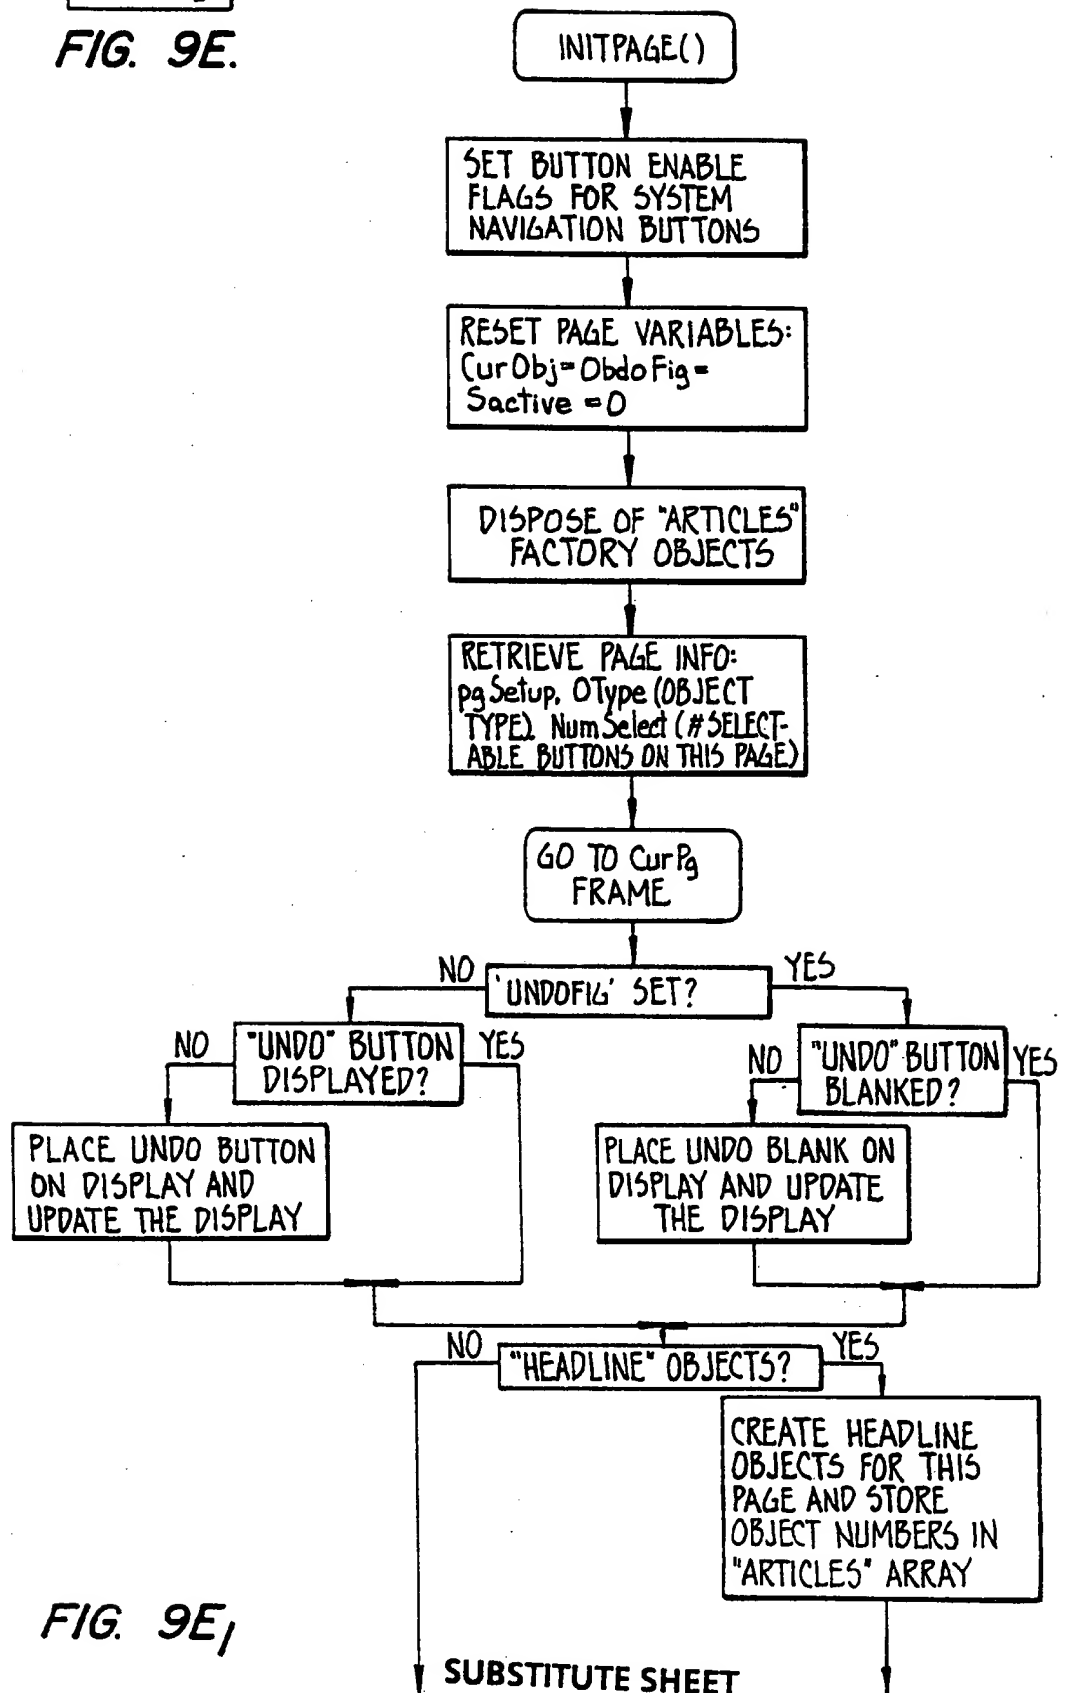 FIG. 9E.
INITPAGE()
SET BUTTON ENABLE
FLAGS FOR SYSTEM
NAVIGATION BUTTONS
RESET PAGE VARIABLES:
CurObj=ObdoFig=
Sactive=0
DISPOSE OF "ARTICLES"
FACTORY OBJECTS
RETRIEVE PAGE INFO:
pgSetup, OType (OBJECT
TYPE), NumSelect (#SELECT-
ABLE BUTTONS ON THIS PAGE)
GO TO CurPg
FRAME
NO
'UNDOFIG' SET?
YES
NO
"UNDO" BUTTON
DISPLAYED?
YES
NO
"UNDO" BUTTON
BLANKED?
YES
PLACE UNDO BUTTON
ON DISPLAY AND
UPDATE THE DISPLAY
PLACE UNDO BLANK ON
DISPLAY AND UPDATE
THE DISPLAY
NO
"HEADLINE" OBJECTS?
YES
CREATE HEADLINE
OBJECTS FOR THIS
PAGE AND STORE
OBJECT NUMBERS IN
"ARTICLES" ARRAY
FIG. 9E1
SUBSTITUTE SHEET